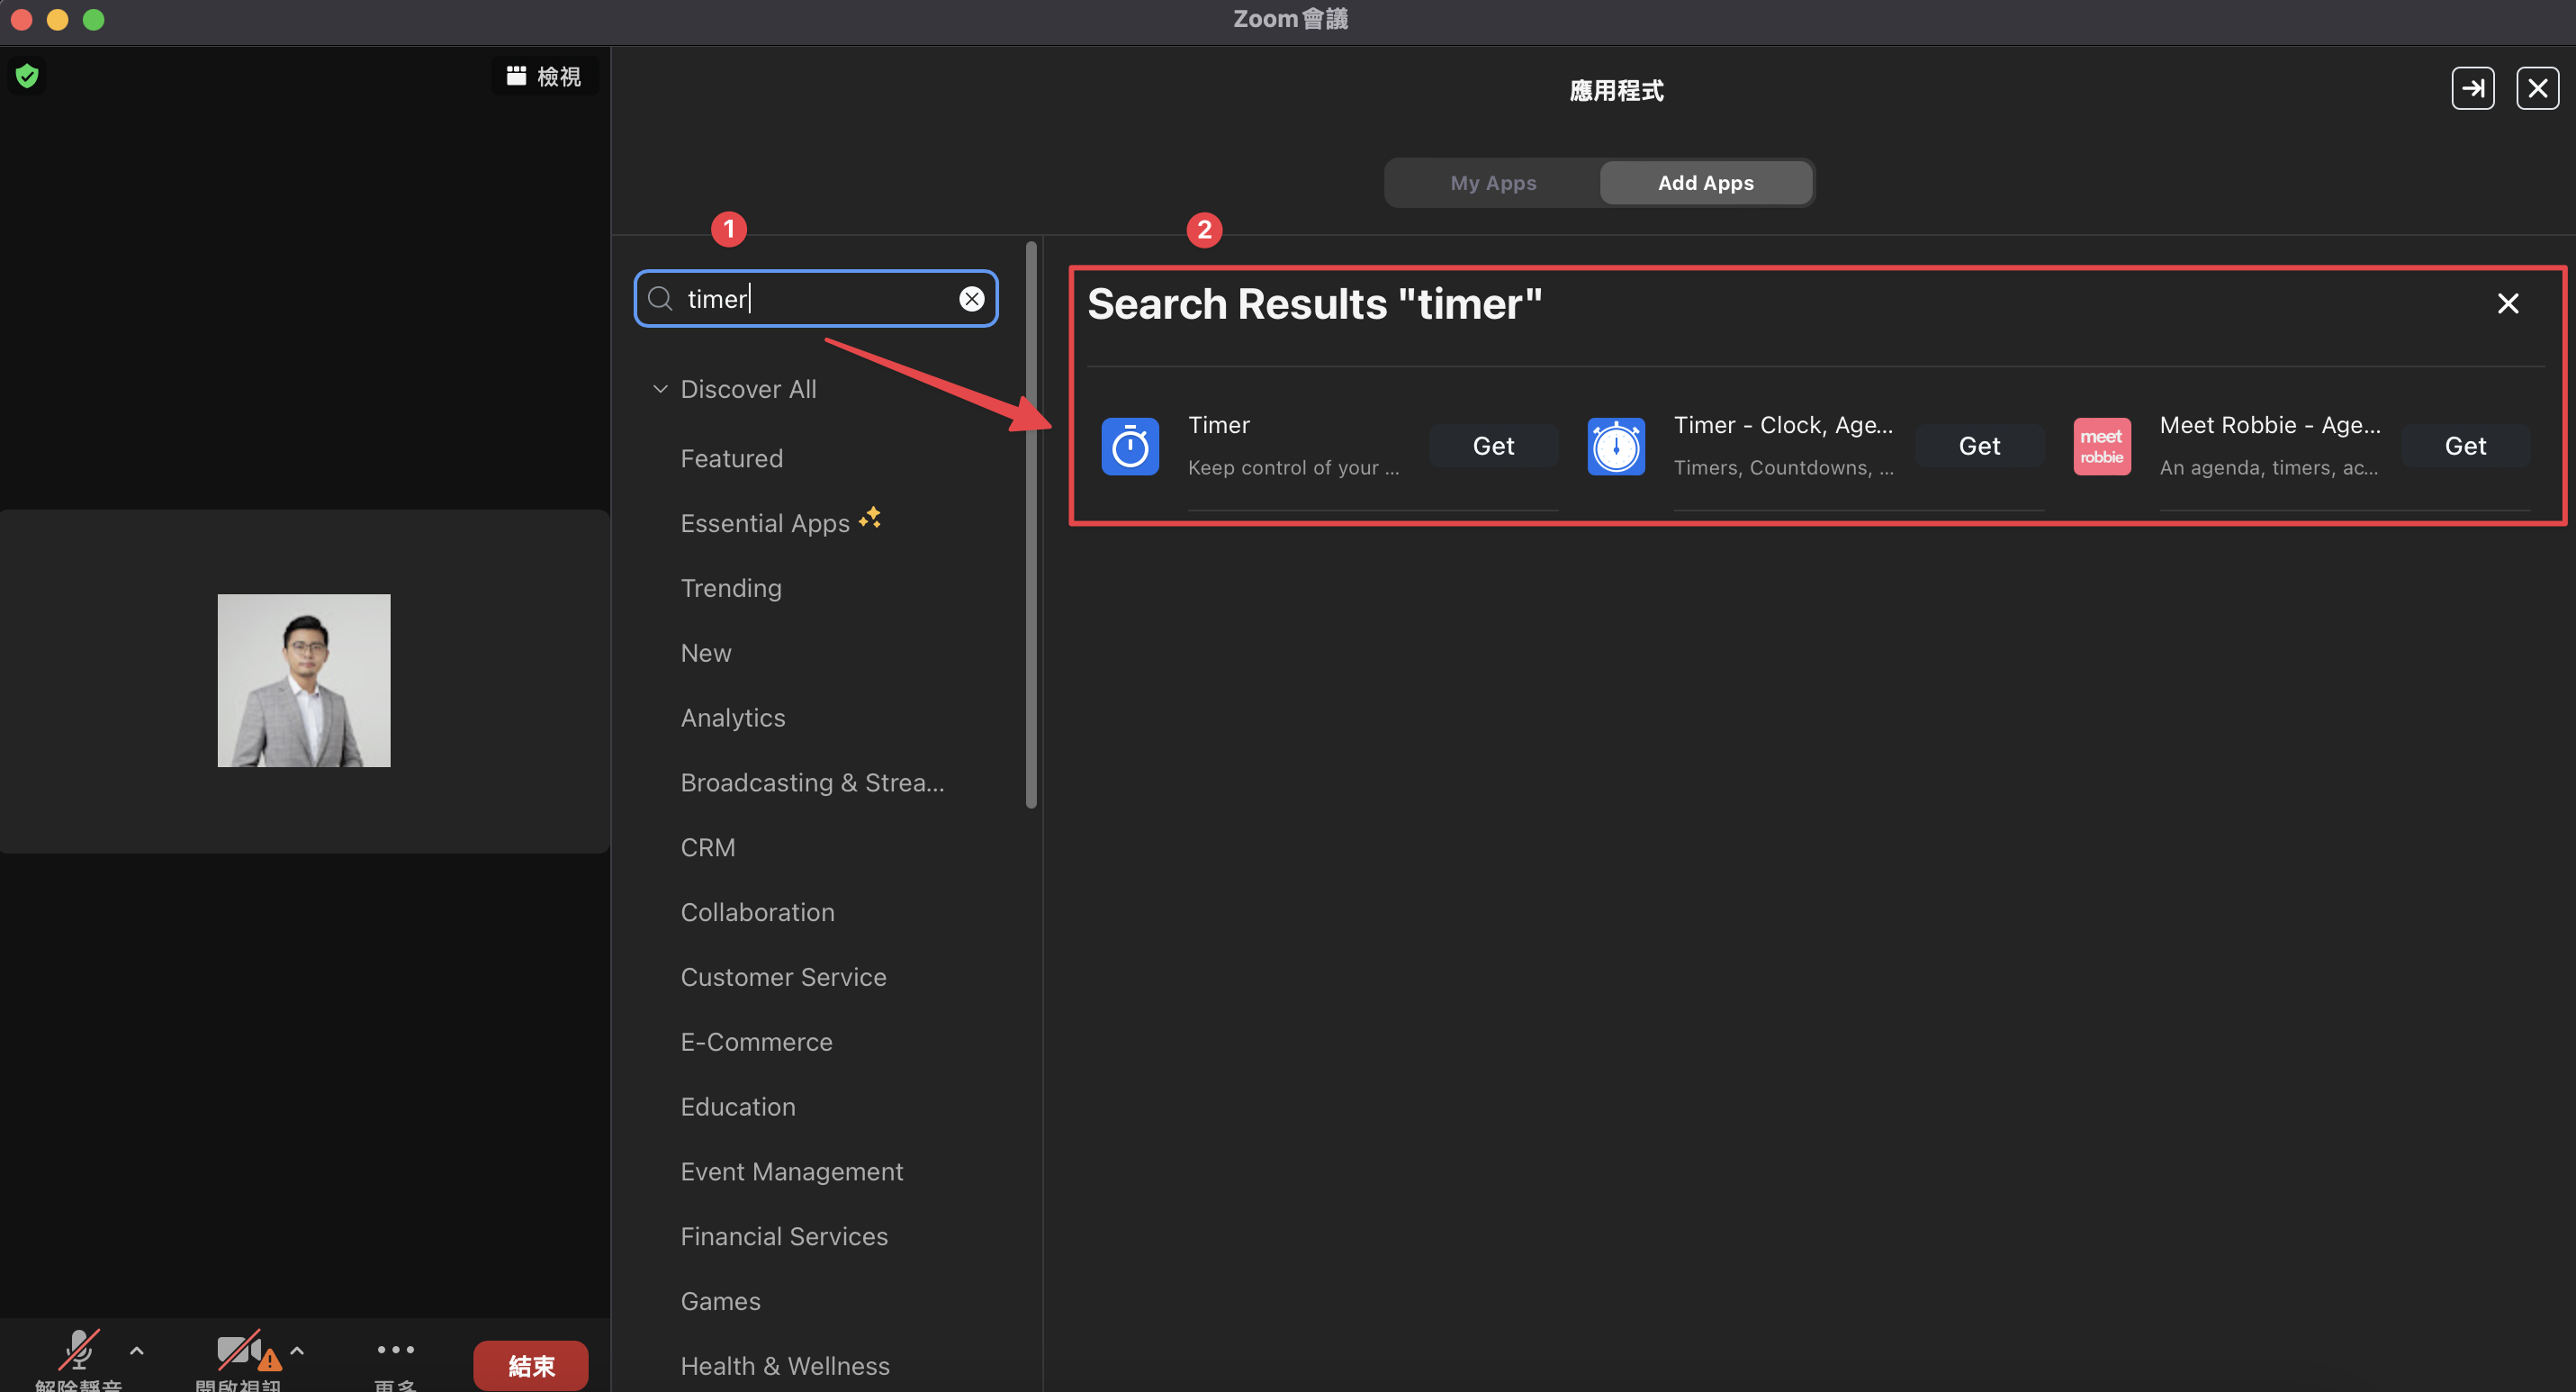 Zoom會議
檢視
應用程式
My Apps
Add Apps
1
2
timer
Search Results "timer"
Discover All
Featured
Essential Apps
Trending
New
Analytics
Broadcasting & Strea...
CRM
Collaboration
Customer Service
E-Commerce
Education
Event Management
Financial Services
Games
Health & Wellness
Timer
Keep control of your ...
Get
Timer - Clock, Age...
Timers, Countdowns, ...
Get
meet
robbie
Meet Robbie - Age...
An agenda, timers, ac...
Get
解除靜音
開啟視訊
更多
結束